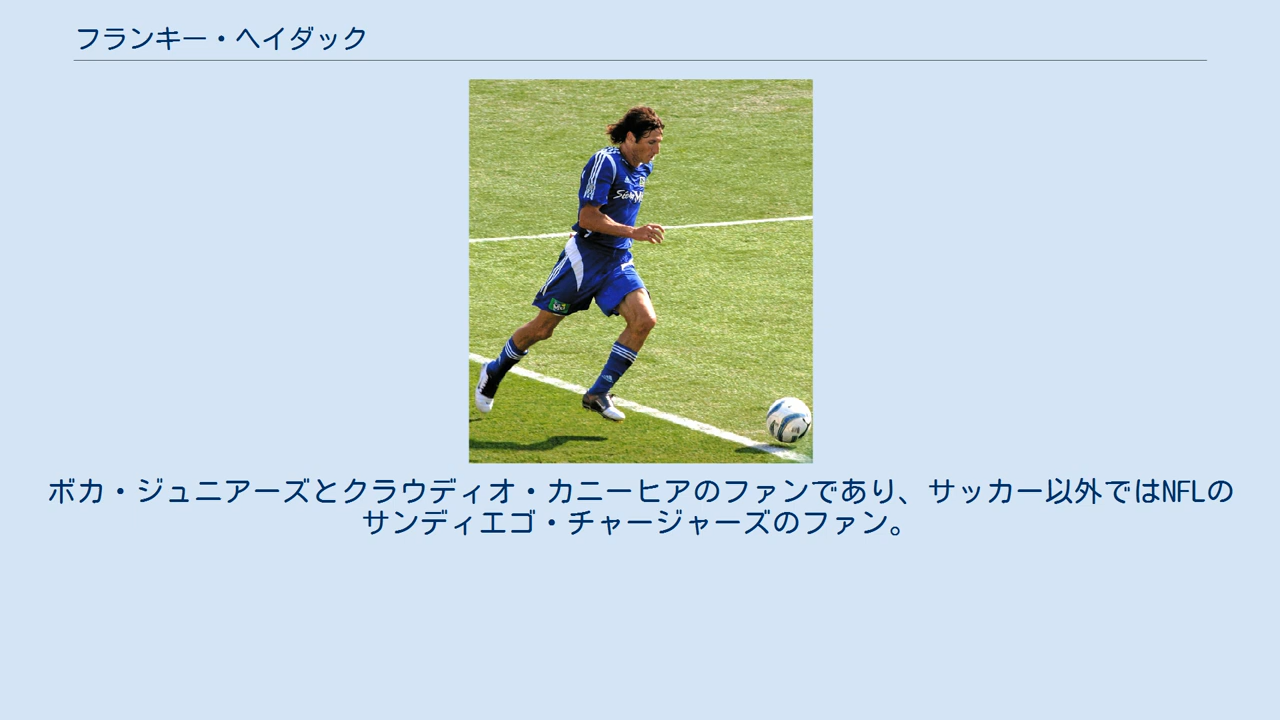 フランキー・ヘイダック
ボカ・ジュニアーズとクラウディオ・カニーヒアのファンであり、サッカー以外ではNFLの
サンディエゴ・チャージャーズのファン。